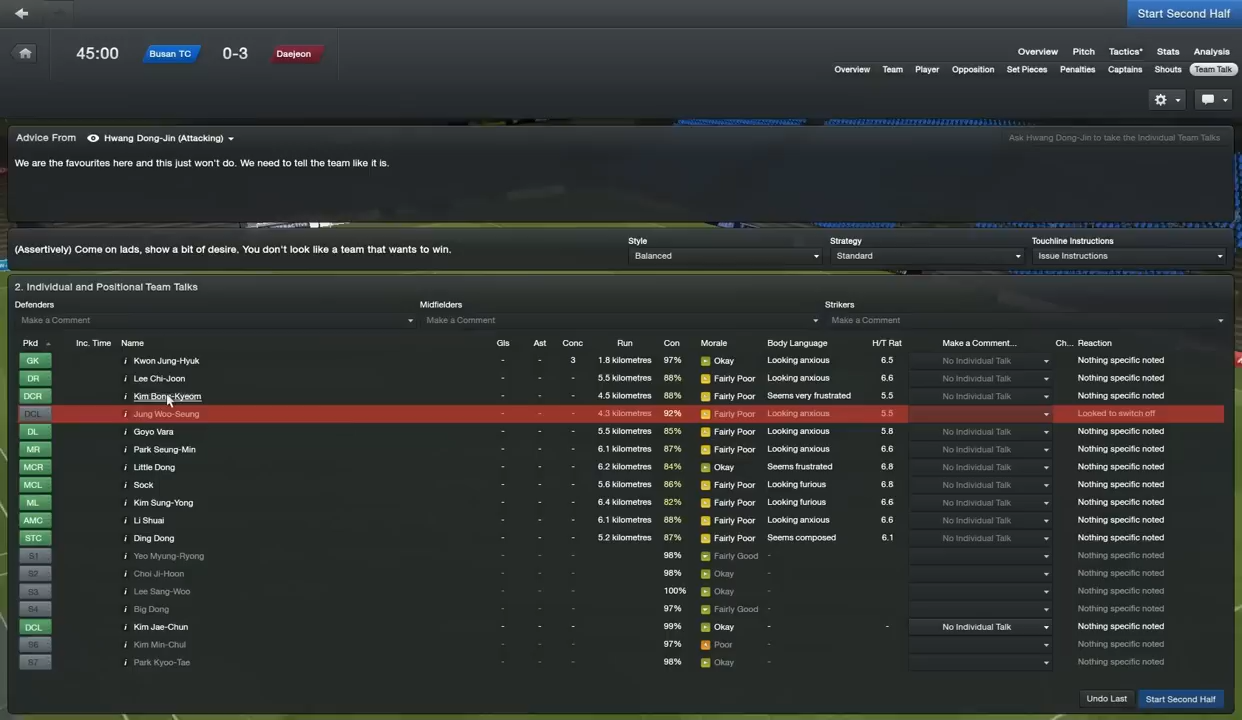 Start Second Half
45:00 Busan TC 0-3 Daejeon
Overview Pitch Tactics* Stats Analysis
Overview Team Player Opposition Set Pieces Penalties Captains Shouts Team Talk
Advice From Hwang Dong-Jin (Attacking) Ask Hwang Dong-Jin to take the Individual Team Talks
We are the favourites here and this just won't do. We need to tell the team like it is.
Style Strategy Touchline Instructions
(Assertively) Come on lads, show a bit of desire. You don't look like a team that wants to win. Balanced Standard Issue Instructions
2. Individual and Positional Team Talks
Defenders Midfielders Strikers
Make a Comment Make a Comment Make a Comment
Pkd Inc. Time Name Gls Ast Conc Run Con Morale Body Language H/T Rat Make a Comment... Ch... Reaction
GK i Kwon Jung-Hyuk - - 3 1.8 kilometres 97% Okay Looking anxious 6.5 No Individual Talk Nothing specific noted
DR i Lee Chi-Joon - - - 5.5 kilometres 88% Fairly Poor Looking anxious 6.6 No Individual Talk Nothing specific noted
DCR i Kim Bong-Kyeom - - - 4.5 kilometres 88% Fairly Poor Seems very frustrated 5.5 No Individual Talk Nothing specific noted
DCL i Jung Woo-Seung - - - 4.3 kilometres 92% Fairly Poor Looking anxious 5.5 Looked to switch off
DL i Goyo Vara - - - 5.5 kilometres 85% Fairly Poor Looking anxious 5.8 No Individual Talk Nothing specific noted
MR i Park Seung-Min - - - 6.1 kilometres 87% Fairly Poor Looking anxious 6.6 No Individual Talk Nothing specific noted
MCR i Little Dong - - - 6.2 kilometres 84% Okay Seems frustrated 6.8 No Individual Talk Nothing specific noted
MCL i Sock - - - 5.6 kilometres 86% Fairly Poor Looking furious 6.8 No Individual Talk Nothing specific noted
ML i Kim Sung-Yong - - - 6.4 kilometres 82% Fairly Poor Looking furious 6.6 No Individual Talk Nothing specific noted
AMC i Li Shuai - - - 6.1 kilometres 88% Fairly Poor Looking anxious 6.6 No Individual Talk Nothing specific noted
STC i Ding Dong - - - 5.2 kilometres 87% Fairly Poor Seems composed 6.1 No Individual Talk Nothing specific noted
S1 i Yeo Myung-Ryong 98% Fairly Good - Nothing specific noted
S2 i Choi Ji-Hoon 98% Okay - Nothing specific noted
S3 i Lee Sang-Woo 100% Okay - Nothing specific noted
S4 i Big Dong 97% Fairly Good - Nothing specific noted
DCL i Kim Jae-Chun - - - 99% Okay - - No Individual Talk Nothing specific noted
S6 i Kim Min-Chul 97% Poor - Nothing specific noted
S7 i Park Kyoo-Tae 98% Okay - Nothing specific noted
Undo Last Start Second Half